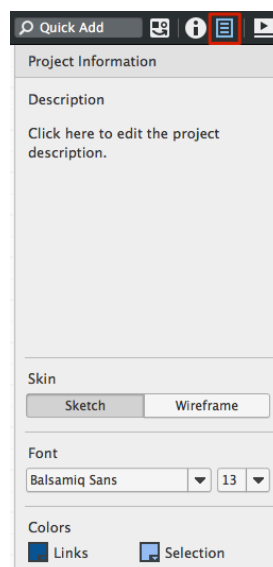 Quick Add
Project Information
Description
Click here to edit the project
description.
Skin
Sketch Wireframe
Font
Balsamiq Sans 13
Colors
Links Selection